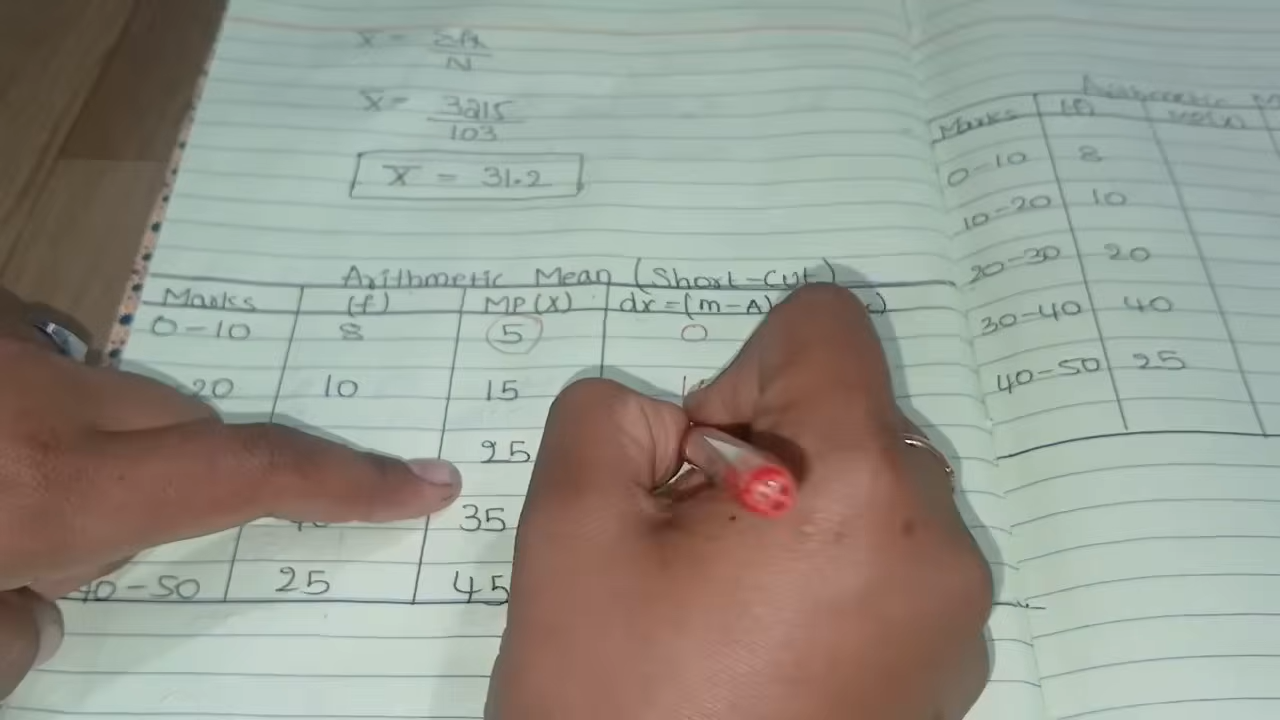 x̄ = Σfx
N
x̄ = 3215
103
x̄ = 31.2
Arithmetic Mean (Short-Cut)
Marks (f) MP(X) dx=(m-A)
0-10 8 5 0
20 10 15
25
35
40-50 25 45
Arithmetic
Marks (f)
0-10 8
10-20 10
20-30 20
30-40 40
40-50 25